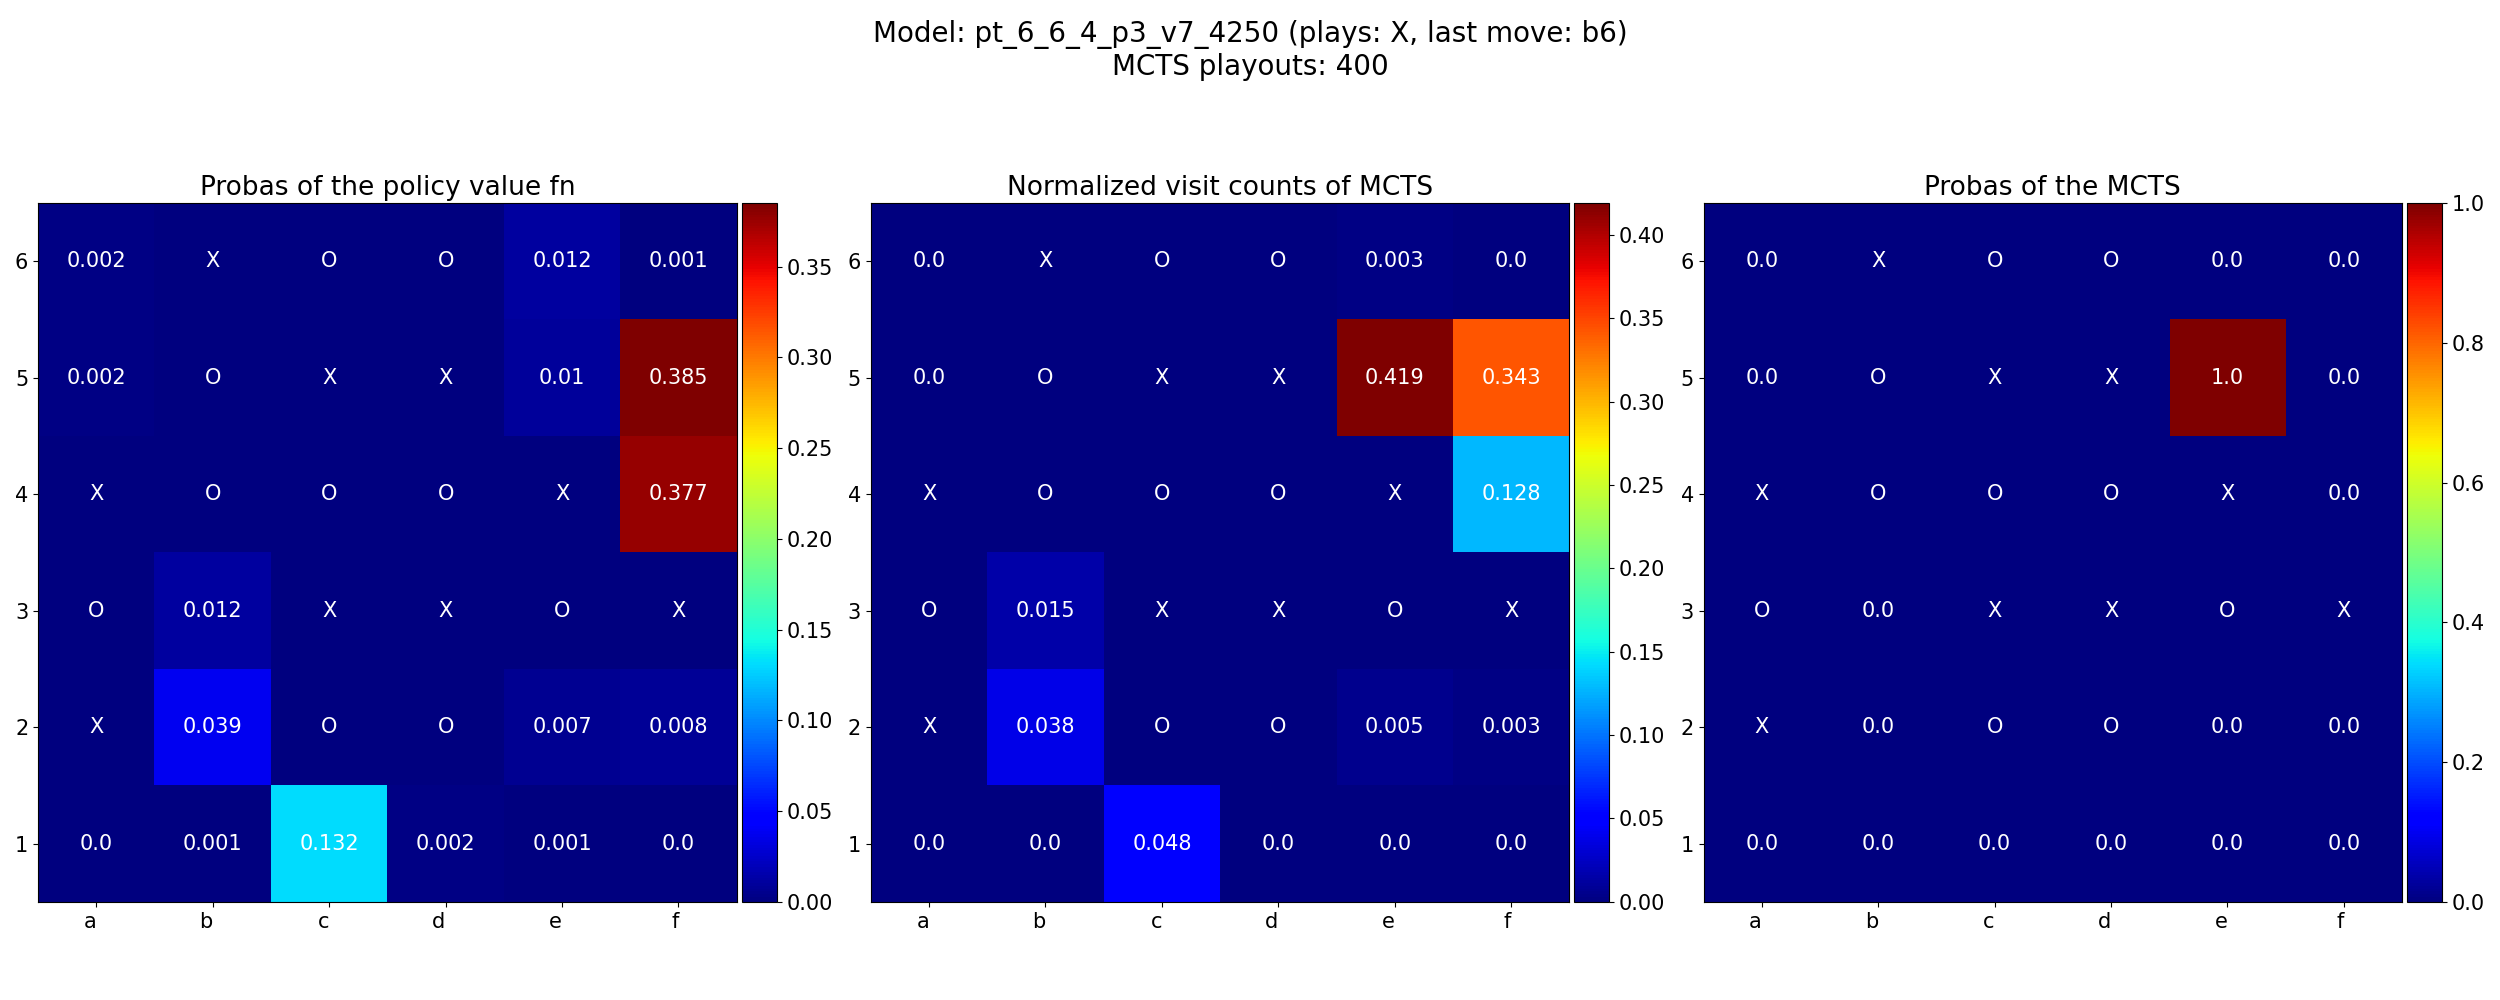 Model: pt_6_6_4_p3_v7_4250 (plays: X, last move: b6)
MCTS playouts: 400
Probas of the policy value fn
6 0.002 X O O 0.012 0.001
5 0.002 O X X 0.01 0.385
4 X O O O X 0.377
3 O 0.012 X X O X
2 X 0.039 O O 0.007 0.008
1 0.0 0.001 0.132 0.002 0.001 0.0
a b c d e f
0.35
0.30
0.25
0.20
0.15
0.10
0.05
0.00
Normalized visit counts of MCTS
6 0.0 X O O 0.003 0.0
5 0.0 O X X 0.419 0.343
4 X O O O X 0.128
3 O 0.015 X X O X
2 X 0.038 O O 0.005 0.003
1 0.0 0.0 0.048 0.0 0.0 0.0
a b c d e f
0.40
0.35
0.30
0.25
0.20
0.15
0.10
0.05
0.00
Probas of the MCTS
6 0.0 X O O 0.0 0.0
5 0.0 O X X 1.0 0.0
4 X O O O X 0.0
3 O 0.0 X X O X
2 X 0.0 O O 0.0 0.0
1 0.0 0.0 0.0 0.0 0.0 0.0
a b c d e f
1.0
0.8
0.6
0.4
0.2
0.0